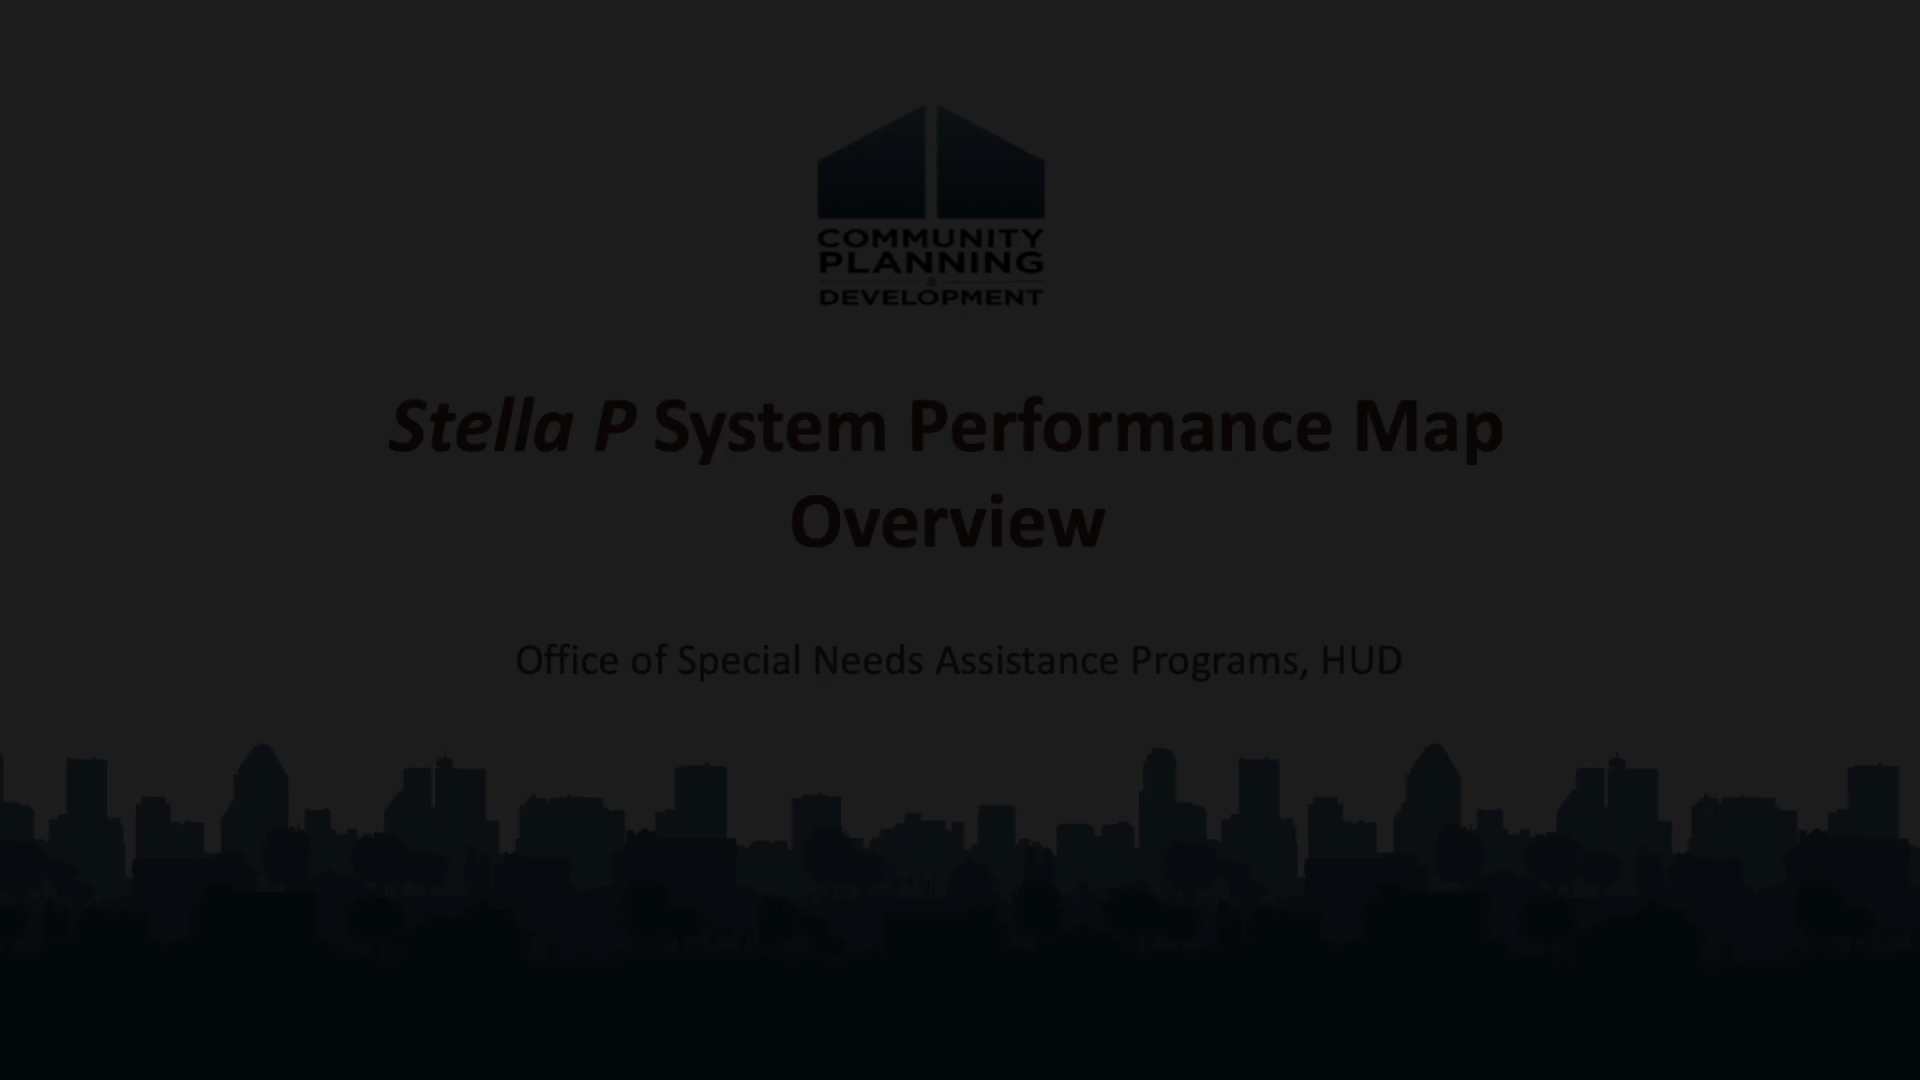 COMMUNITY
PLANNING
&
DEVELOPMENT
Stella P System Performance Map
Overview
Office of Special Needs Assistance Programs, HUD